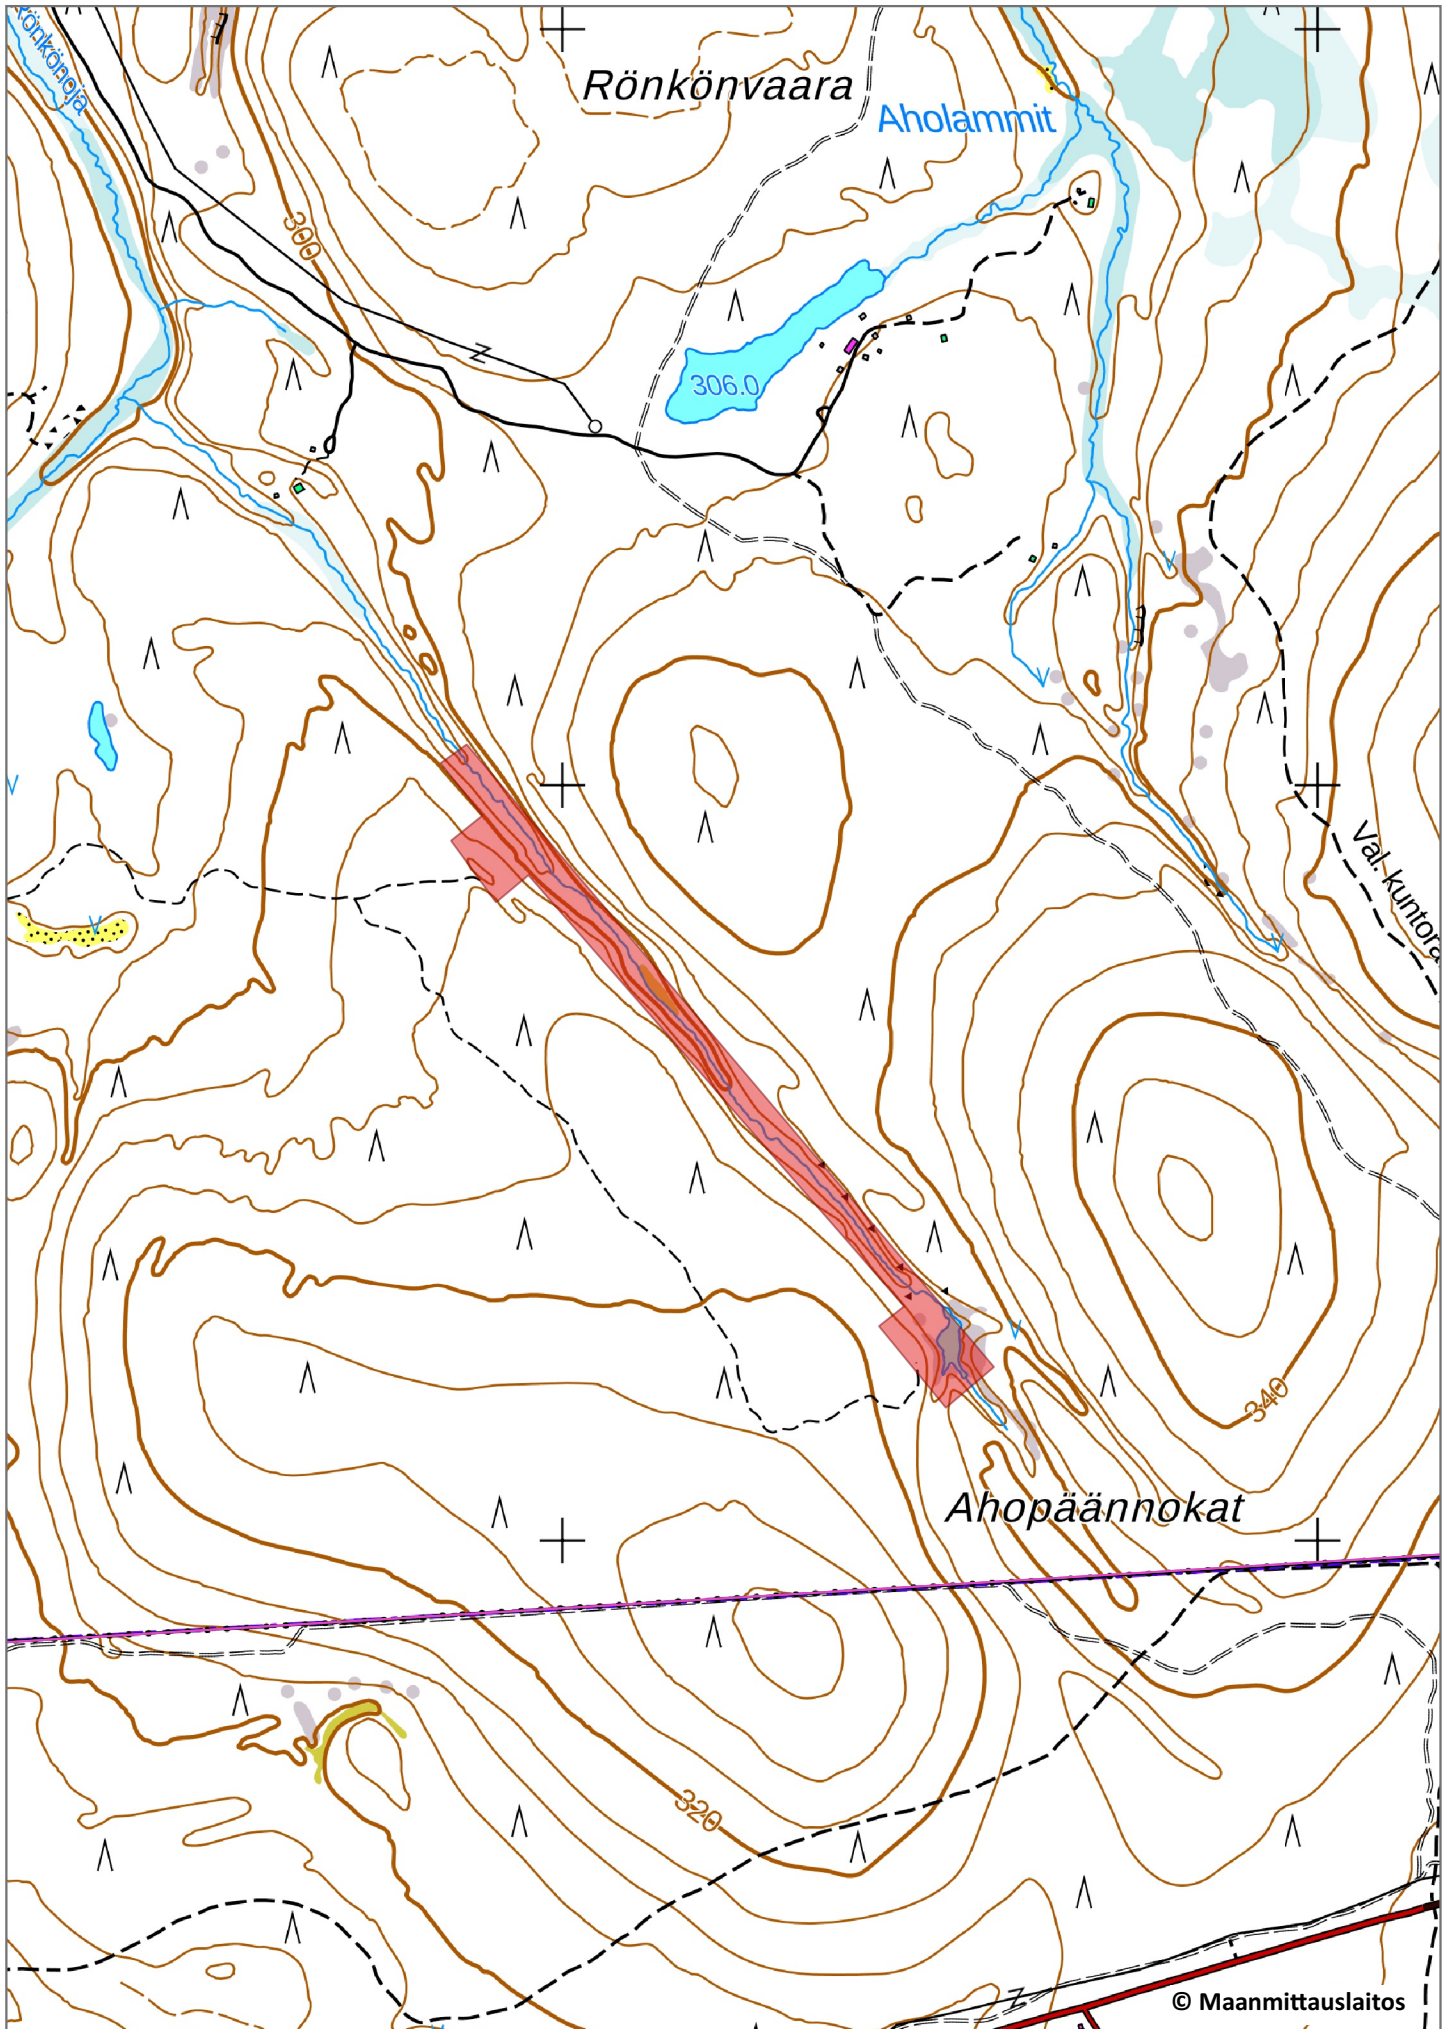 Rönkönoja
Rönkönvaara
Aholammit
300
306.0
Val. kuntora
340
Ahopäännokat
320
© Maanmittauslaitos